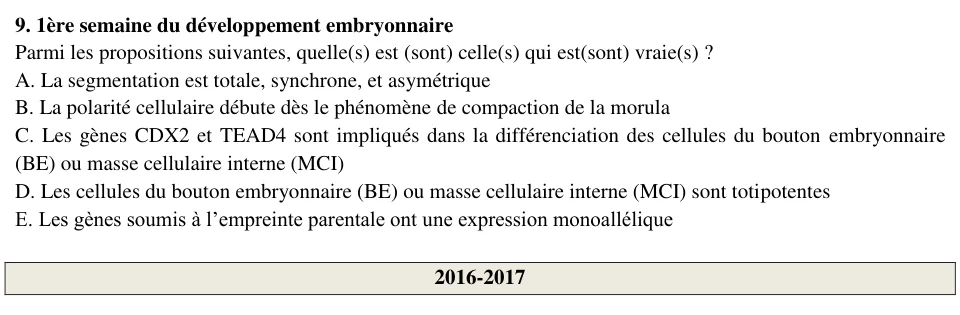 9. 1ère semaine du développement embryonnaire
Parmi les propositions suivantes, quelle(s) est (sont) celle(s) qui est(sont) vraie(s) ?
A. La segmentation est totale, synchrone, et asymétrique
B. La polarité cellulaire débute dès le phénomène de compaction de la morula
C. Les gènes CDX2 et TEAD4 sont impliqués dans la différenciation des cellules du bouton embryonnaire
(BE) ou masse cellulaire interne (MCI)
D. Les cellules du bouton embryonnaire (BE) ou masse cellulaire interne (MCI) sont totipotentes
E. Les gènes soumis à l'empreinte parentale ont une expression monoallélique
2016-2017